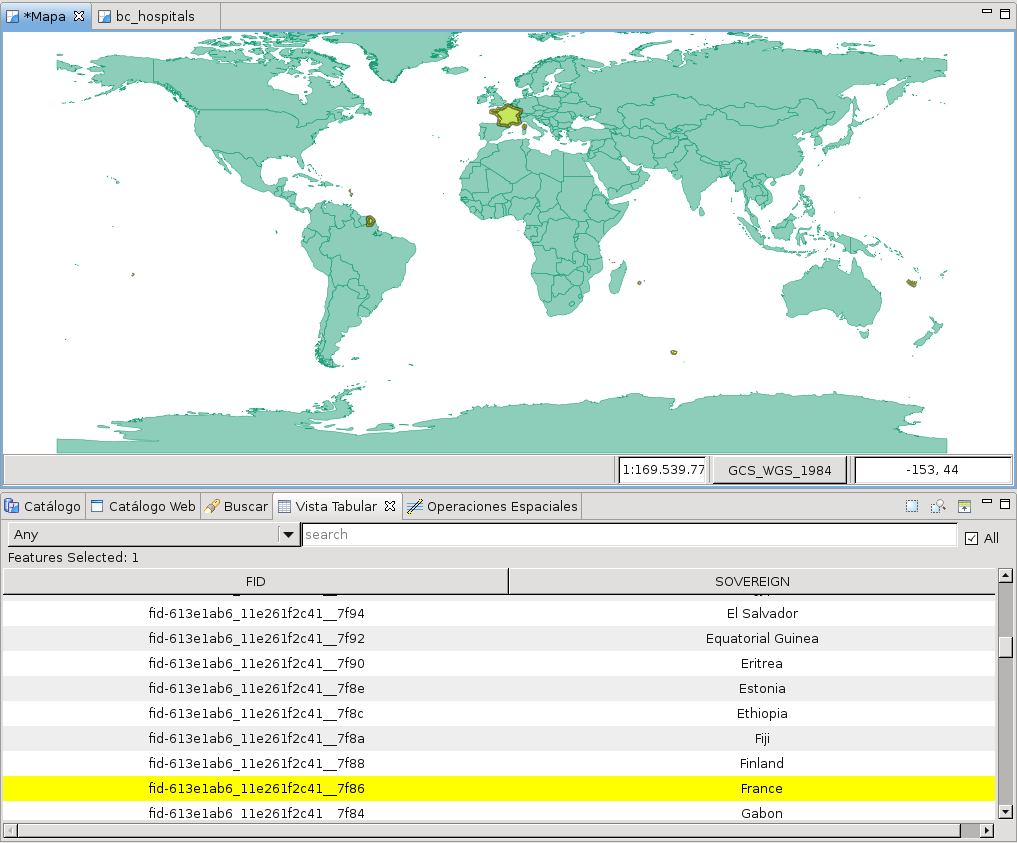 *Mapa
bc_hospitals
1:169.539.77
GCS_WGS_1984
-153, 44
Catálogo
Catálogo Web
Buscar
Vista Tabular
Operaciones Espaciales
Any
search
All
Features Selected: 1
FID SOVEREIGN
fid-613e1ab6_11e261f2c41__7f94 El Salvador
fid-613e1ab6_11e261f2c41__7f92 Equatorial Guinea
fid-613e1ab6_11e261f2c41__7f90 Eritrea
fid-613e1ab6_11e261f2c41__7f8e Estonia
fid-613e1ab6_11e261f2c41__7f8c Ethiopia
fid-613e1ab6_11e261f2c41__7f8a Fiji
fid-613e1ab6_11e261f2c41__7f88 Finland
fid-613e1ab6_11e261f2c41__7f86 France
fid-613e1ab6_11e261f2c41__7f84 Gabon